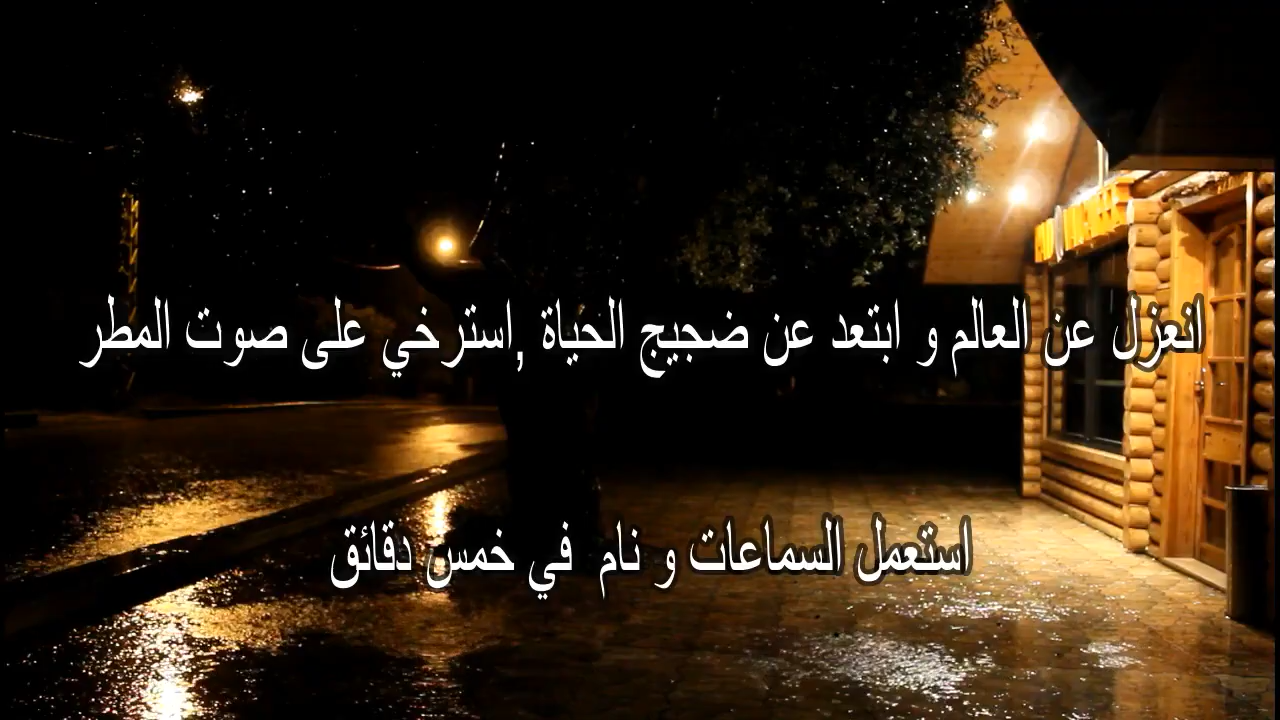 انعزل عن العالم و ابتعد عن ضجيج الحياة ,استرخي على صوت المطر
استعمل السماعات و نام في خمس دقائق